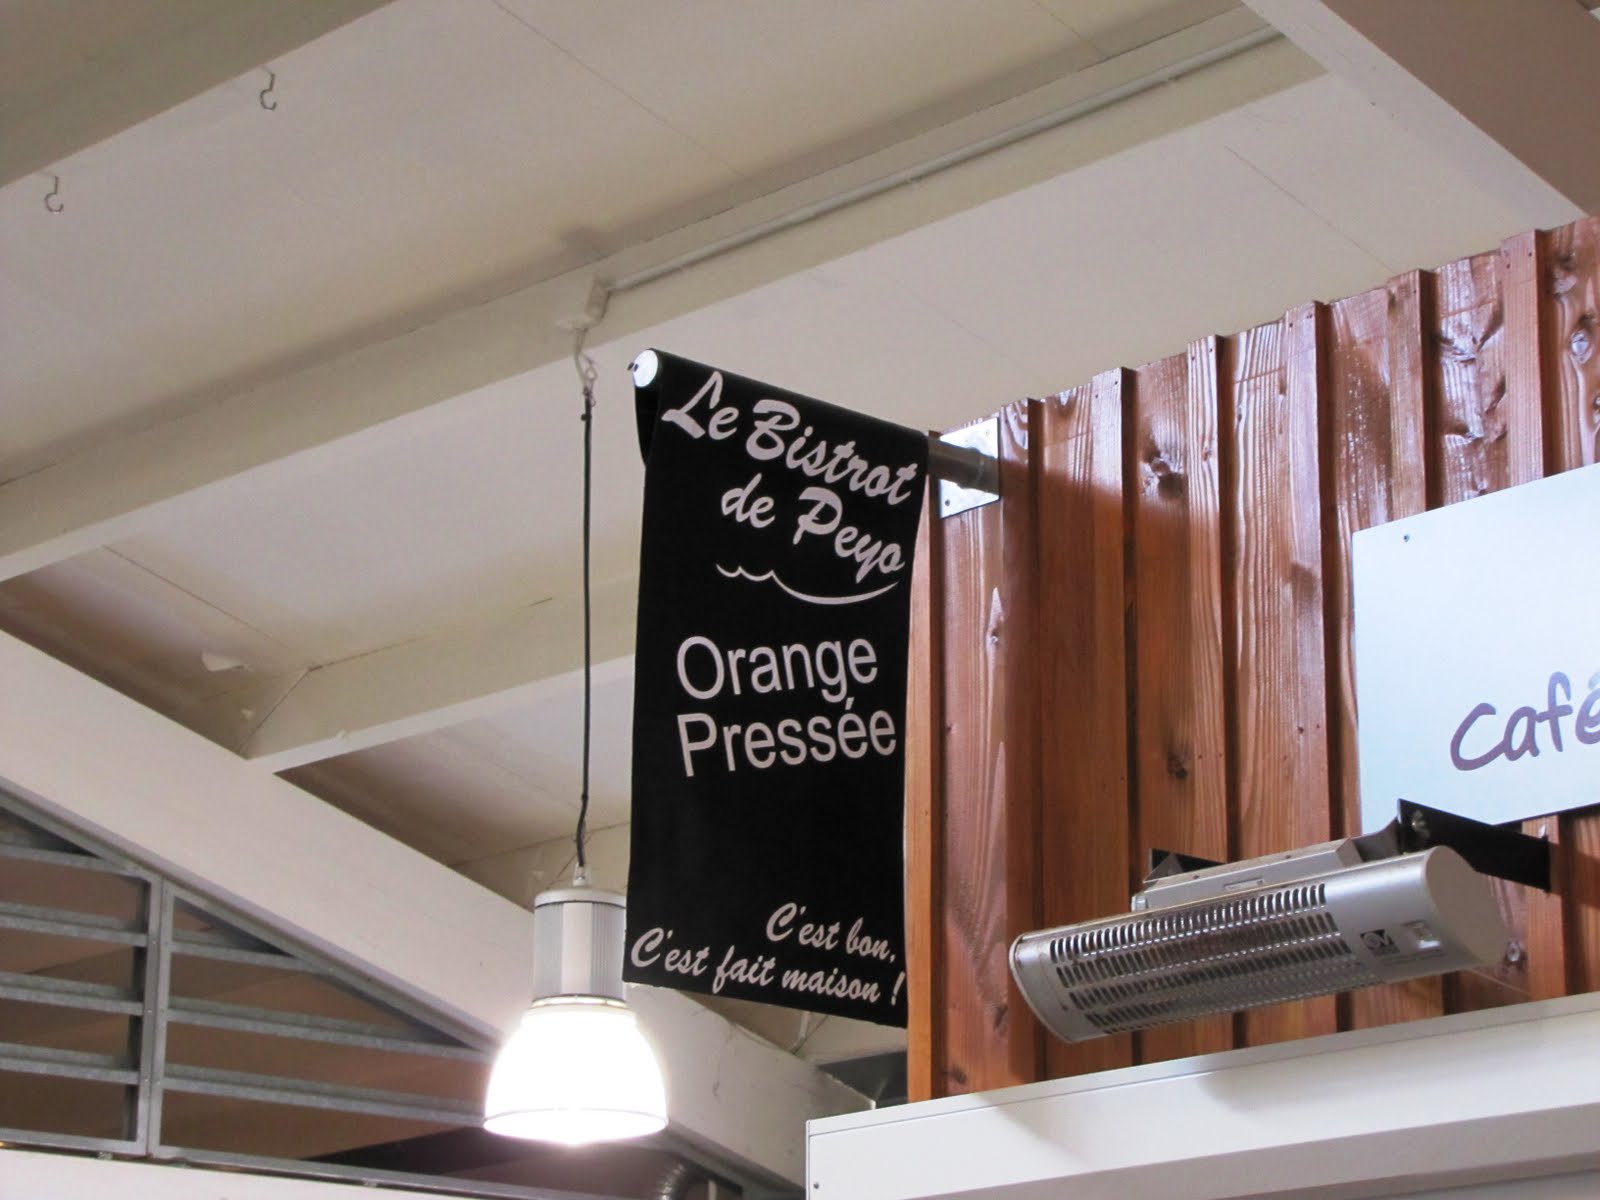 Le Bistrot
de Peyo
Orange
Pressée
C'est bon,
C'est fait maison !
Café